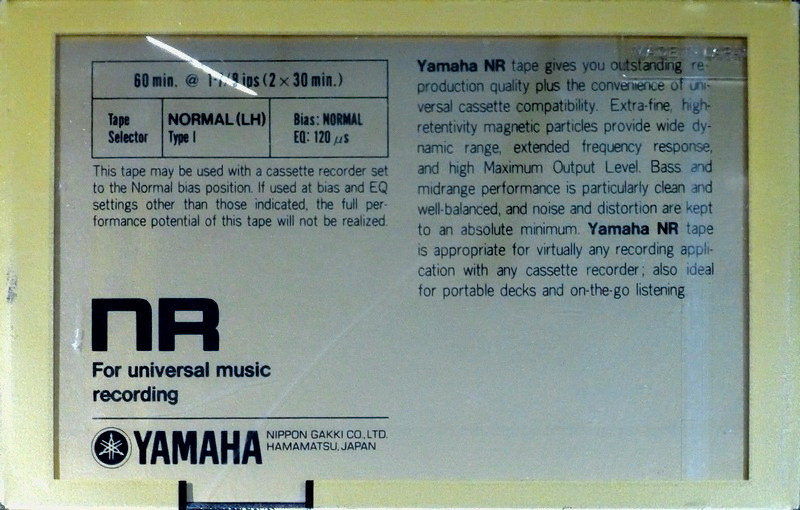 60 min. @ 1-7/8 ips (2 × 30 min.)
Tape Selector
NORMAL (LH)
Type I
Bias: NORMAL
EQ: 120 μs
This tape may be used with a cassette recorder set
to the Normal bias position. If used at bias and EQ
settings other than those indicated, the full per-
formance potential of this tape will not be realized.
nR
For universal music
recording
YAMAHA
NIPPON GAKKI CO., LTD.
HAMAMATSU, JAPAN
MADE IN JAPAN
Yamaha NR tape gives you outstanding re-
production quality plus the convenience of uni-
versal cassette compatibility. Extra-fine, high-
retentivity magnetic particles provide wide dy-
namic range, extended frequency response,
and high Maximum Output Level. Bass and
midrange performance is particularly clean and
well-balanced, and noise and distortion are kept
to an absolute minimum. Yamaha NR tape
is appropriate for virtually any recording appli-
cation with any cassette recorder; also ideal
for portable decks and on-the-go listening.